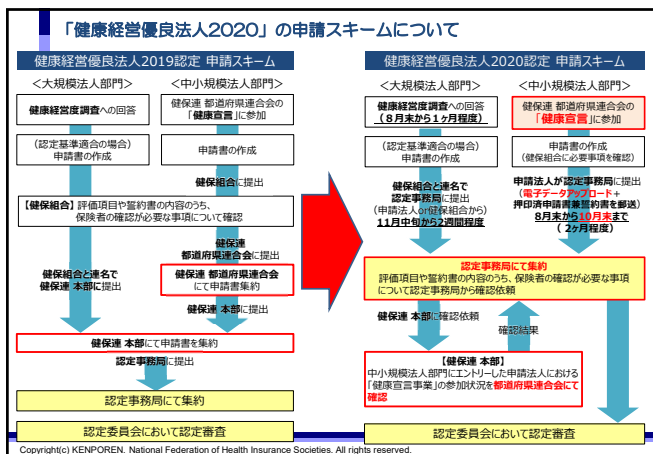 「健康経営優良法人2020」の申請スキームについて
健康経営優良法人2019認定 申請スキーム
＜大規模法人部門＞
＜中小規模法人部門＞
健康経営度調査への回答
健保連 都道府県連合会の
「健康宣言」に参加
（認定基準適合の場合）
申請書の作成
申請書の作成
健保組合に提出
【健保組合】評価項目や誓約書の内容のうち、
保険者の確認が必要な事項について確認
健保連
都道府県連合会に提出
健保組合と連名で
健保連 本部に提出
健保連 都道府県連合会
にて申請書集約
健保連 本部に提出
健保連 本部にて申請書を集約
認定事務局に提出
認定事務局にて集約
認定委員会において認定審査
健康経営優良法人2020認定 申請スキーム
＜大規模法人部門＞
＜中小規模法人部門＞
健康経営度調査への回答
（８月末から１ヶ月程度）
健保連 都道府県連合会の
「健康宣言」に参加
（認定基準適合の場合）
申請書の作成
申請書の作成
（健保組合に必要事項を確認）
健保組合と連名で
認定事務局に提出
（申請法人or健保組合から）
11月中旬から2週間程度
申請法人が認定事務局に提出
（電子データアップロード＋
押印済申請書兼誓約書を郵送）
8月末から10月末まで
（ 2ヶ月程度）
認定事務局にて集約
評価項目や誓約書の内容のうち、保険者の確認が必要な事項
について認定事務局から確認依頼
健保連 本部に確認依頼
確認結果
【健保連 本部】
中小規模法人部門にエントリーした申請法人における
「健康宣言事業」の参加状況を都道府県連合会にて
確認
認定委員会において認定審査
Copyright(c) KENPOREN. National Federation of Health Insurance Societies. All rights reserved.